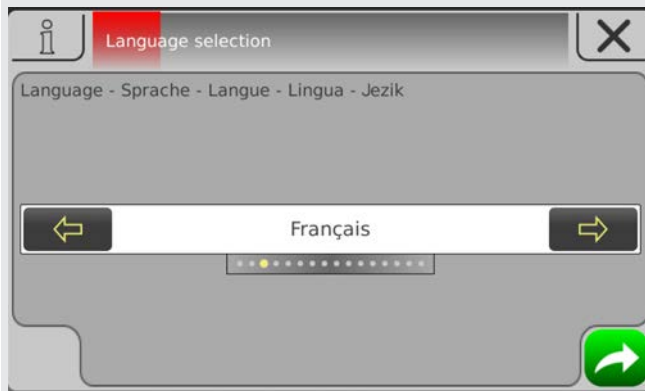 Language selection
Language - Sprache - Langue - Lingua - Jezik
Français